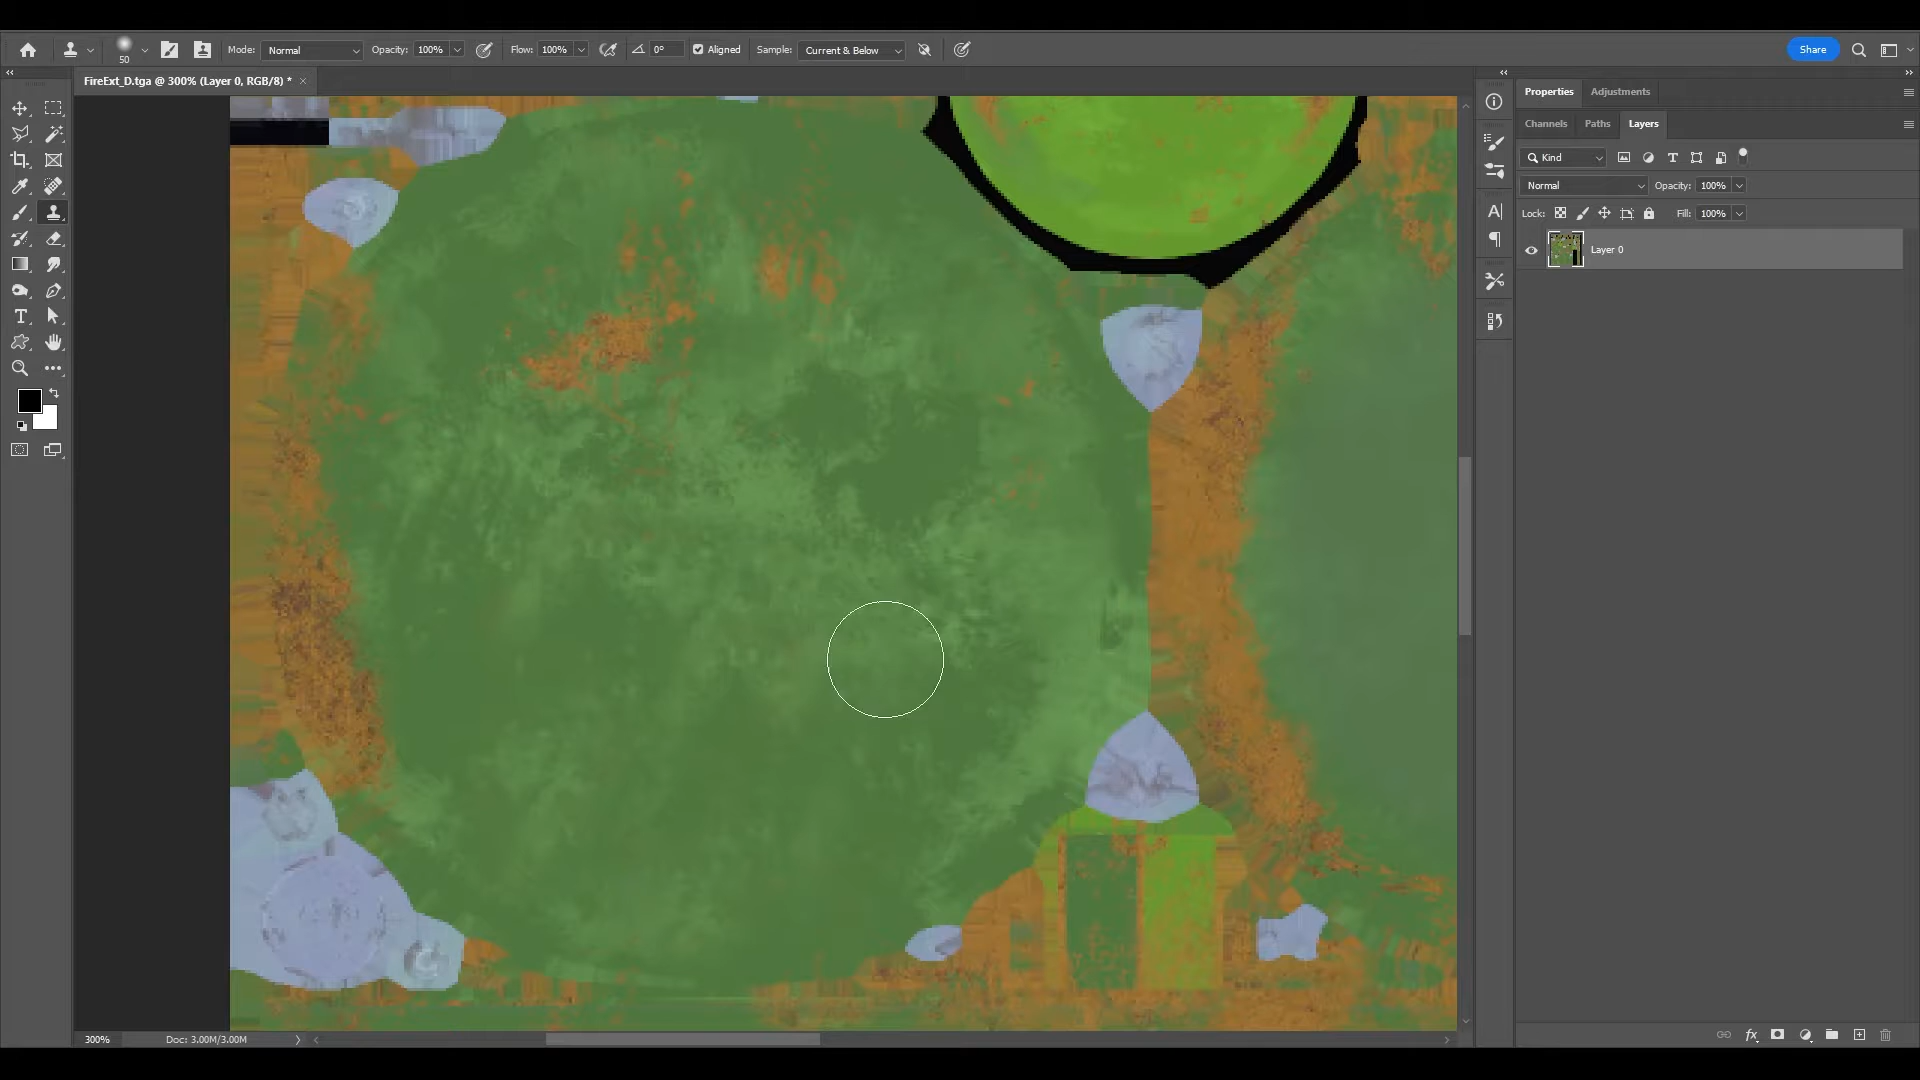 50
Mode: Normal Opacity: 100% Flow: 100% 0° Aligned Sample: Current & Below Share
FireExt_D.tga @ 300% (Layer 0, RGB/8) * ×
Properties Adjustments
Channels Paths Layers
Kind
Normal Opacity: 100%
Lock: Fill: 100%
Layer 0
300% Doc: 3.00M/3.00M